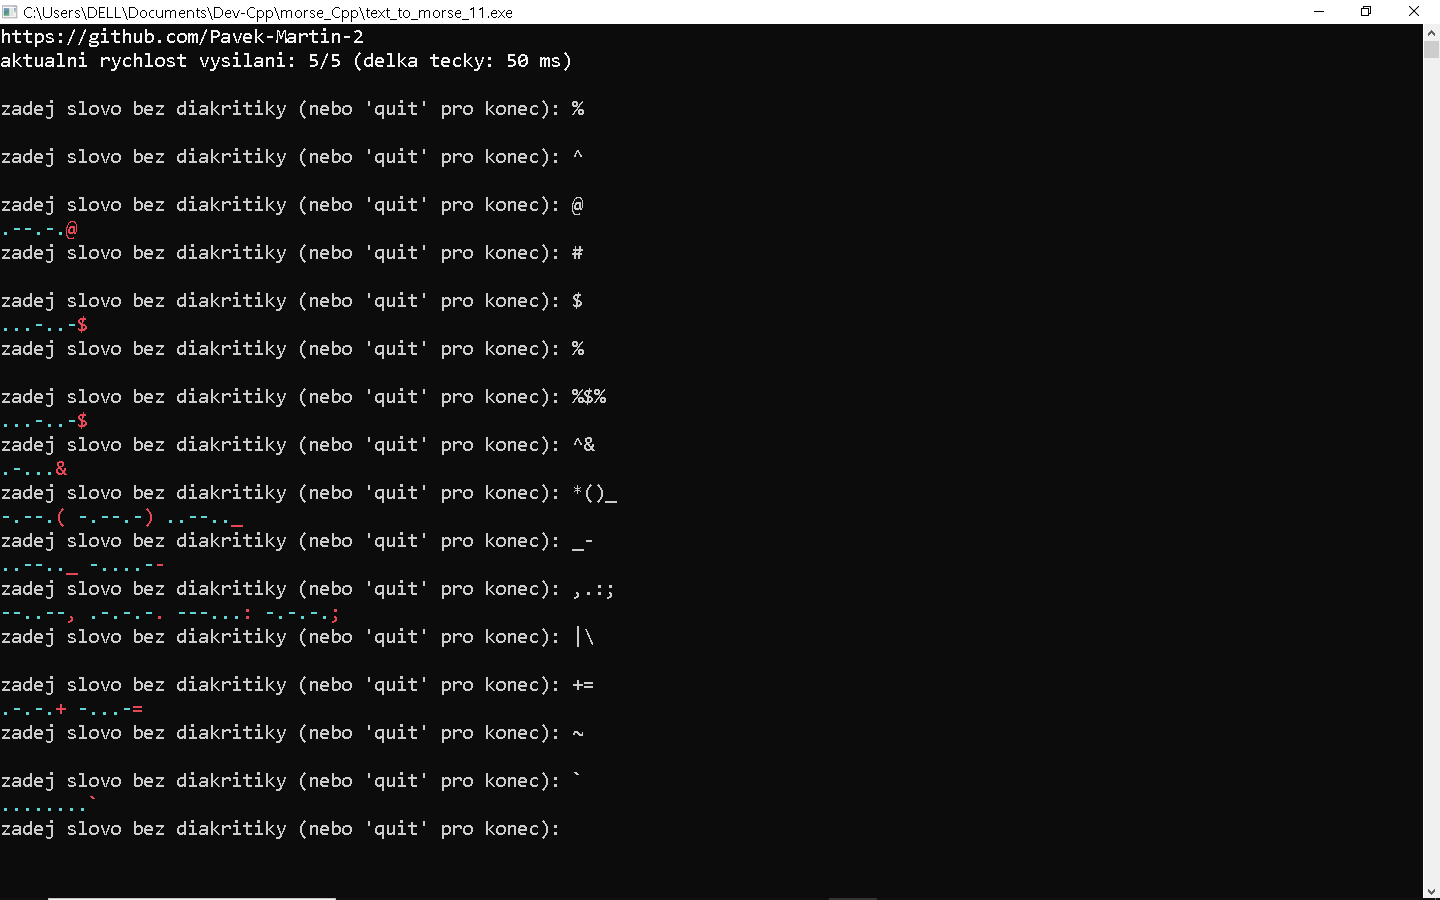 C:\Users\DELL\Documents\Dev-Cpp\morse_Cpp\text_to_morse_11.exe
https://github.com/Pavek-Martin-2
aktualni rychlost vysilani: 5/5 (delka tecky: 50 ms)
zadej slovo bez diakritiky (nebo 'quit' pro konec): %
zadej slovo bez diakritiky (nebo 'quit' pro konec): ^
zadej slovo bez diakritiky (nebo 'quit' pro konec): @
.--.-.@
zadej slovo bez diakritiky (nebo 'quit' pro konec): #
zadej slovo bez diakritiky (nebo 'quit' pro konec): $
...-..-$
zadej slovo bez diakritiky (nebo 'quit' pro konec): %
zadej slovo bez diakritiky (nebo 'quit' pro konec): %$%
...-..-$
zadej slovo bez diakritiky (nebo 'quit' pro konec): ^&
.-...&
zadej slovo bez diakritiky (nebo 'quit' pro konec): *()_
-.--.( -.--.-) ..--.._
zadej slovo bez diakritiky (nebo 'quit' pro konec): _-
..--.._ -....--
zadej slovo bez diakritiky (nebo 'quit' pro konec): ,.:;
--..--, .-.-.-. ---...: -.-.-.;
zadej slovo bez diakritiky (nebo 'quit' pro konec): |\
zadej slovo bez diakritiky (nebo 'quit' pro konec): +=
.-.-.+ -...-=
zadej slovo bez diakritiky (nebo 'quit' pro konec): ~
zadej slovo bez diakritiky (nebo 'quit' pro konec): `
........`
zadej slovo bez diakritiky (nebo 'quit' pro konec):